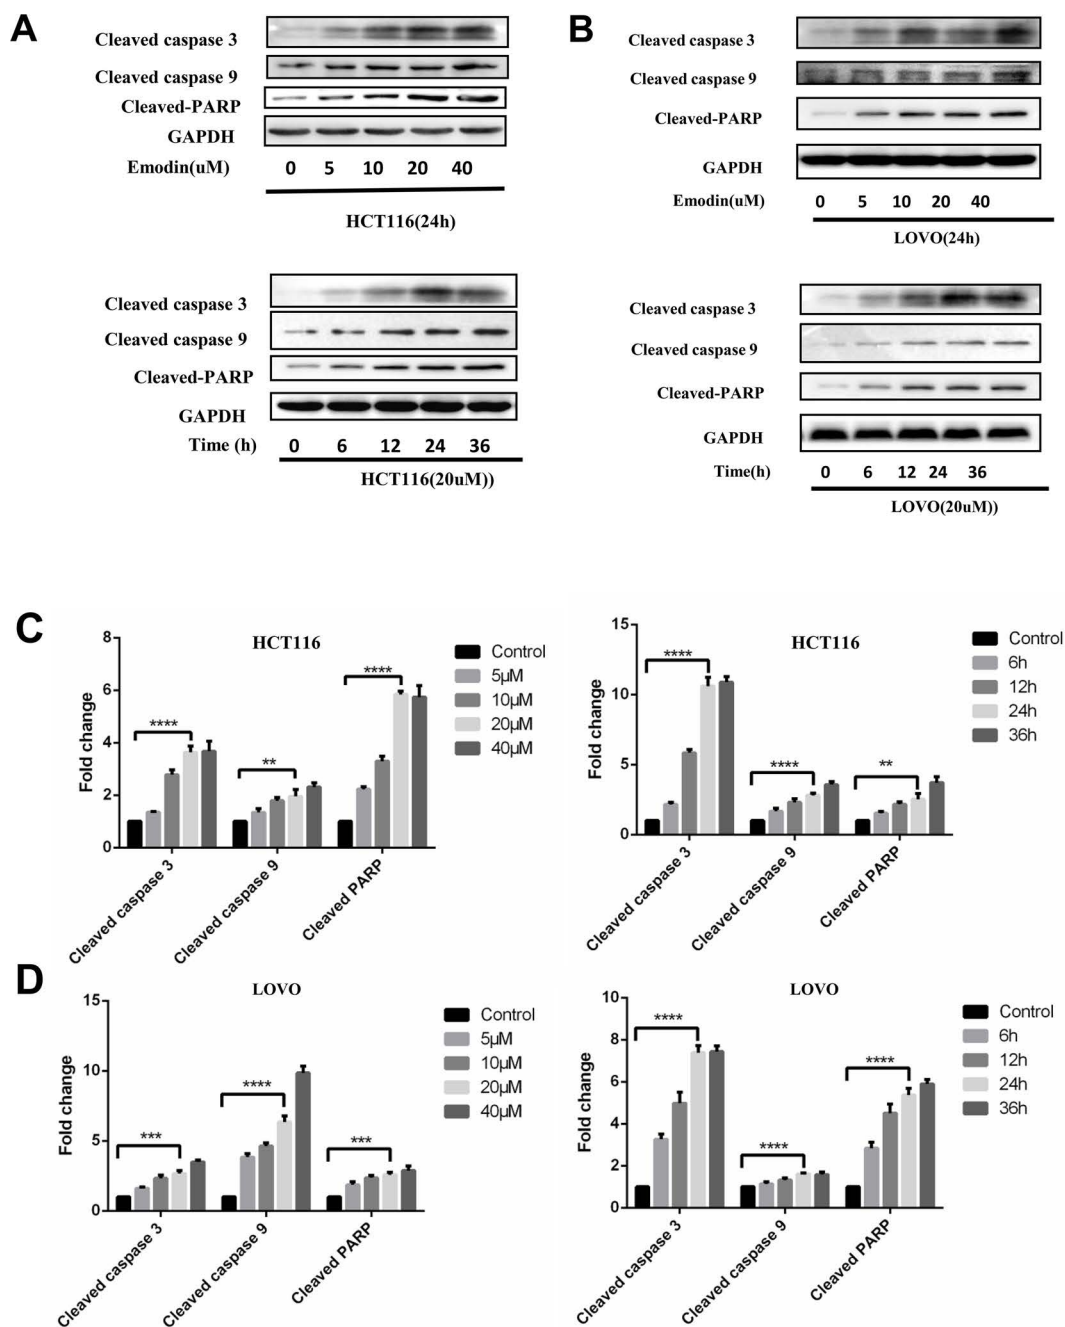 A
Cleaved caspase 3
Cleaved caspase 9
Cleaved-PARP
GAPDH
Emodin(uM) 0 5 10 20 40
HCT116(24h)
Cleaved caspase 3
Cleaved caspase 9
Cleaved-PARP
GAPDH
Time (h) 0 6 12 24 36
HCT116(20uM))
B
Cleaved caspase 3
Cleaved caspase 9
Cleaved-PARP
GAPDH
Emodin(uM) 0 5 10 20 40
LOVO(24h)
Cleaved caspase 3
Cleaved caspase 9
Cleaved-PARP
GAPDH
Time(h) 0 6 12 24 36
LOVO(20uM))
C
HCT116
Fold change
8
6
4
2
0
****
**
****
Cleaved caspase 3
Cleaved caspase 9
Cleaved PARP
Control
5µM
10µM
20µM
40µM
HCT116
Fold change
15
10
5
0
****
****
**
Cleaved caspase 3
Cleaved caspase 9
Cleaved PARP
Control
6h
12h
24h
36h
D
LOVO
Fold change
15
10
5
0
***
****
***
Cleaved caspase 3
Cleaved caspase 9
Cleaved PARP
Control
5µM
10µM
20µM
40µM
LOVO
Fold change
10
8
6
4
2
0
****
****
****
Cleaved caspase 3
Cleaved caspase 9
Cleaved PARP
Control
6h
12h
24h
36h